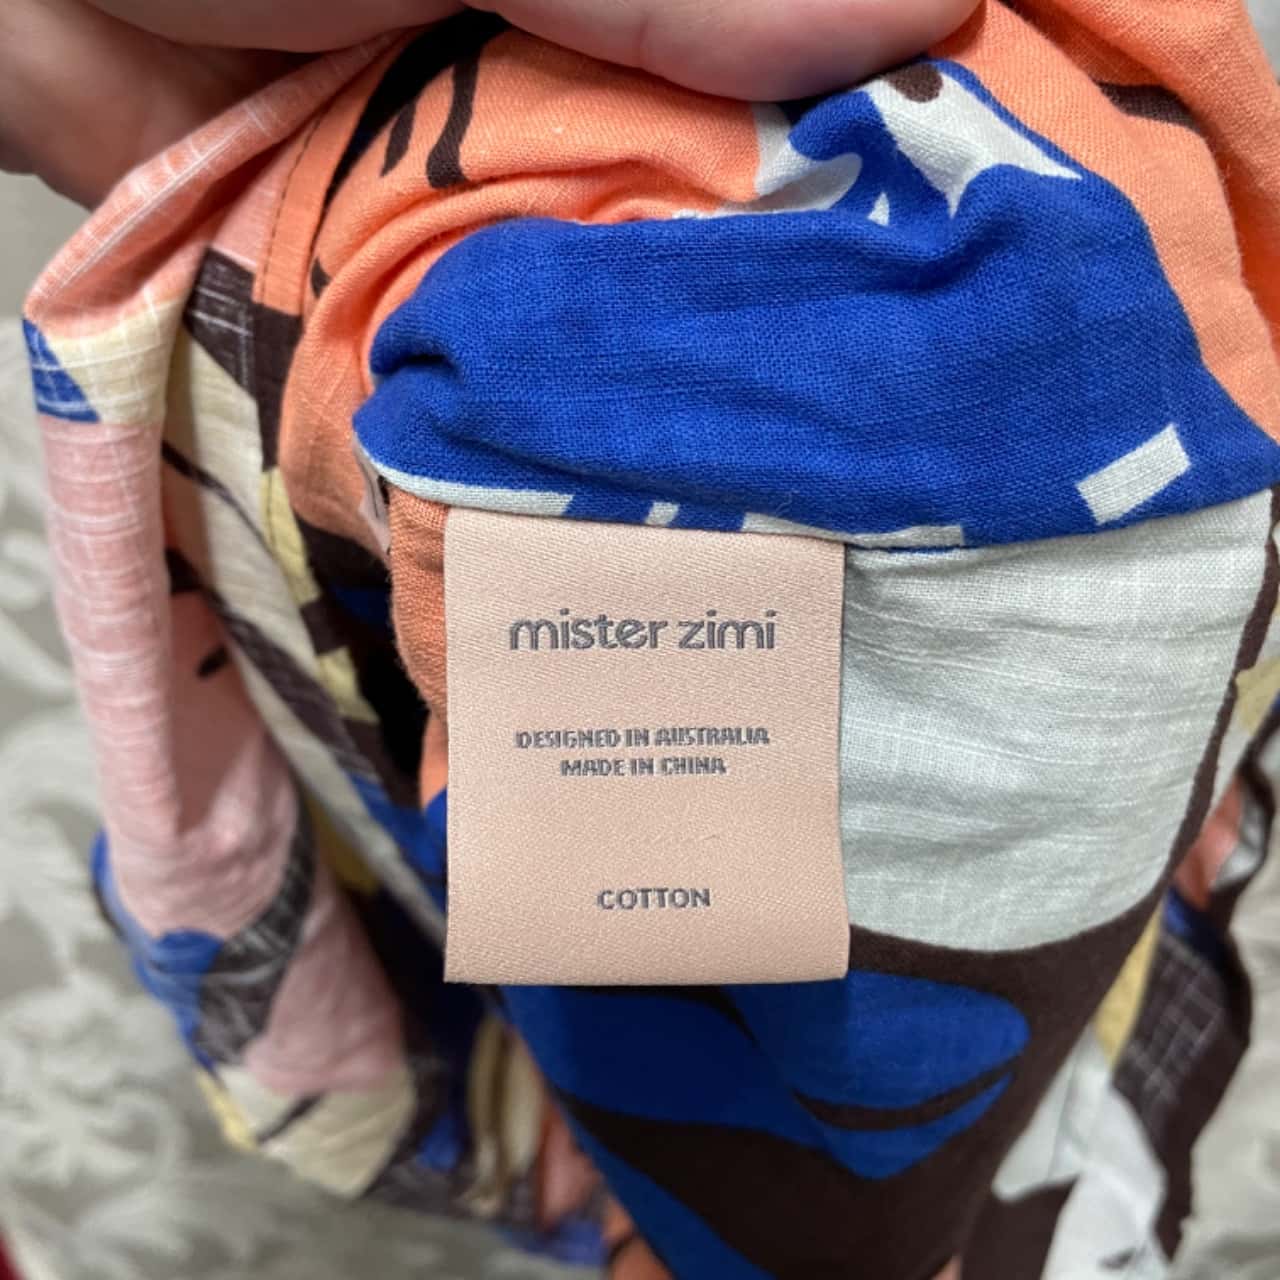 mister zimi
DESIGNED IN AUSTRALIA
MADE IN CHINA
COTTON